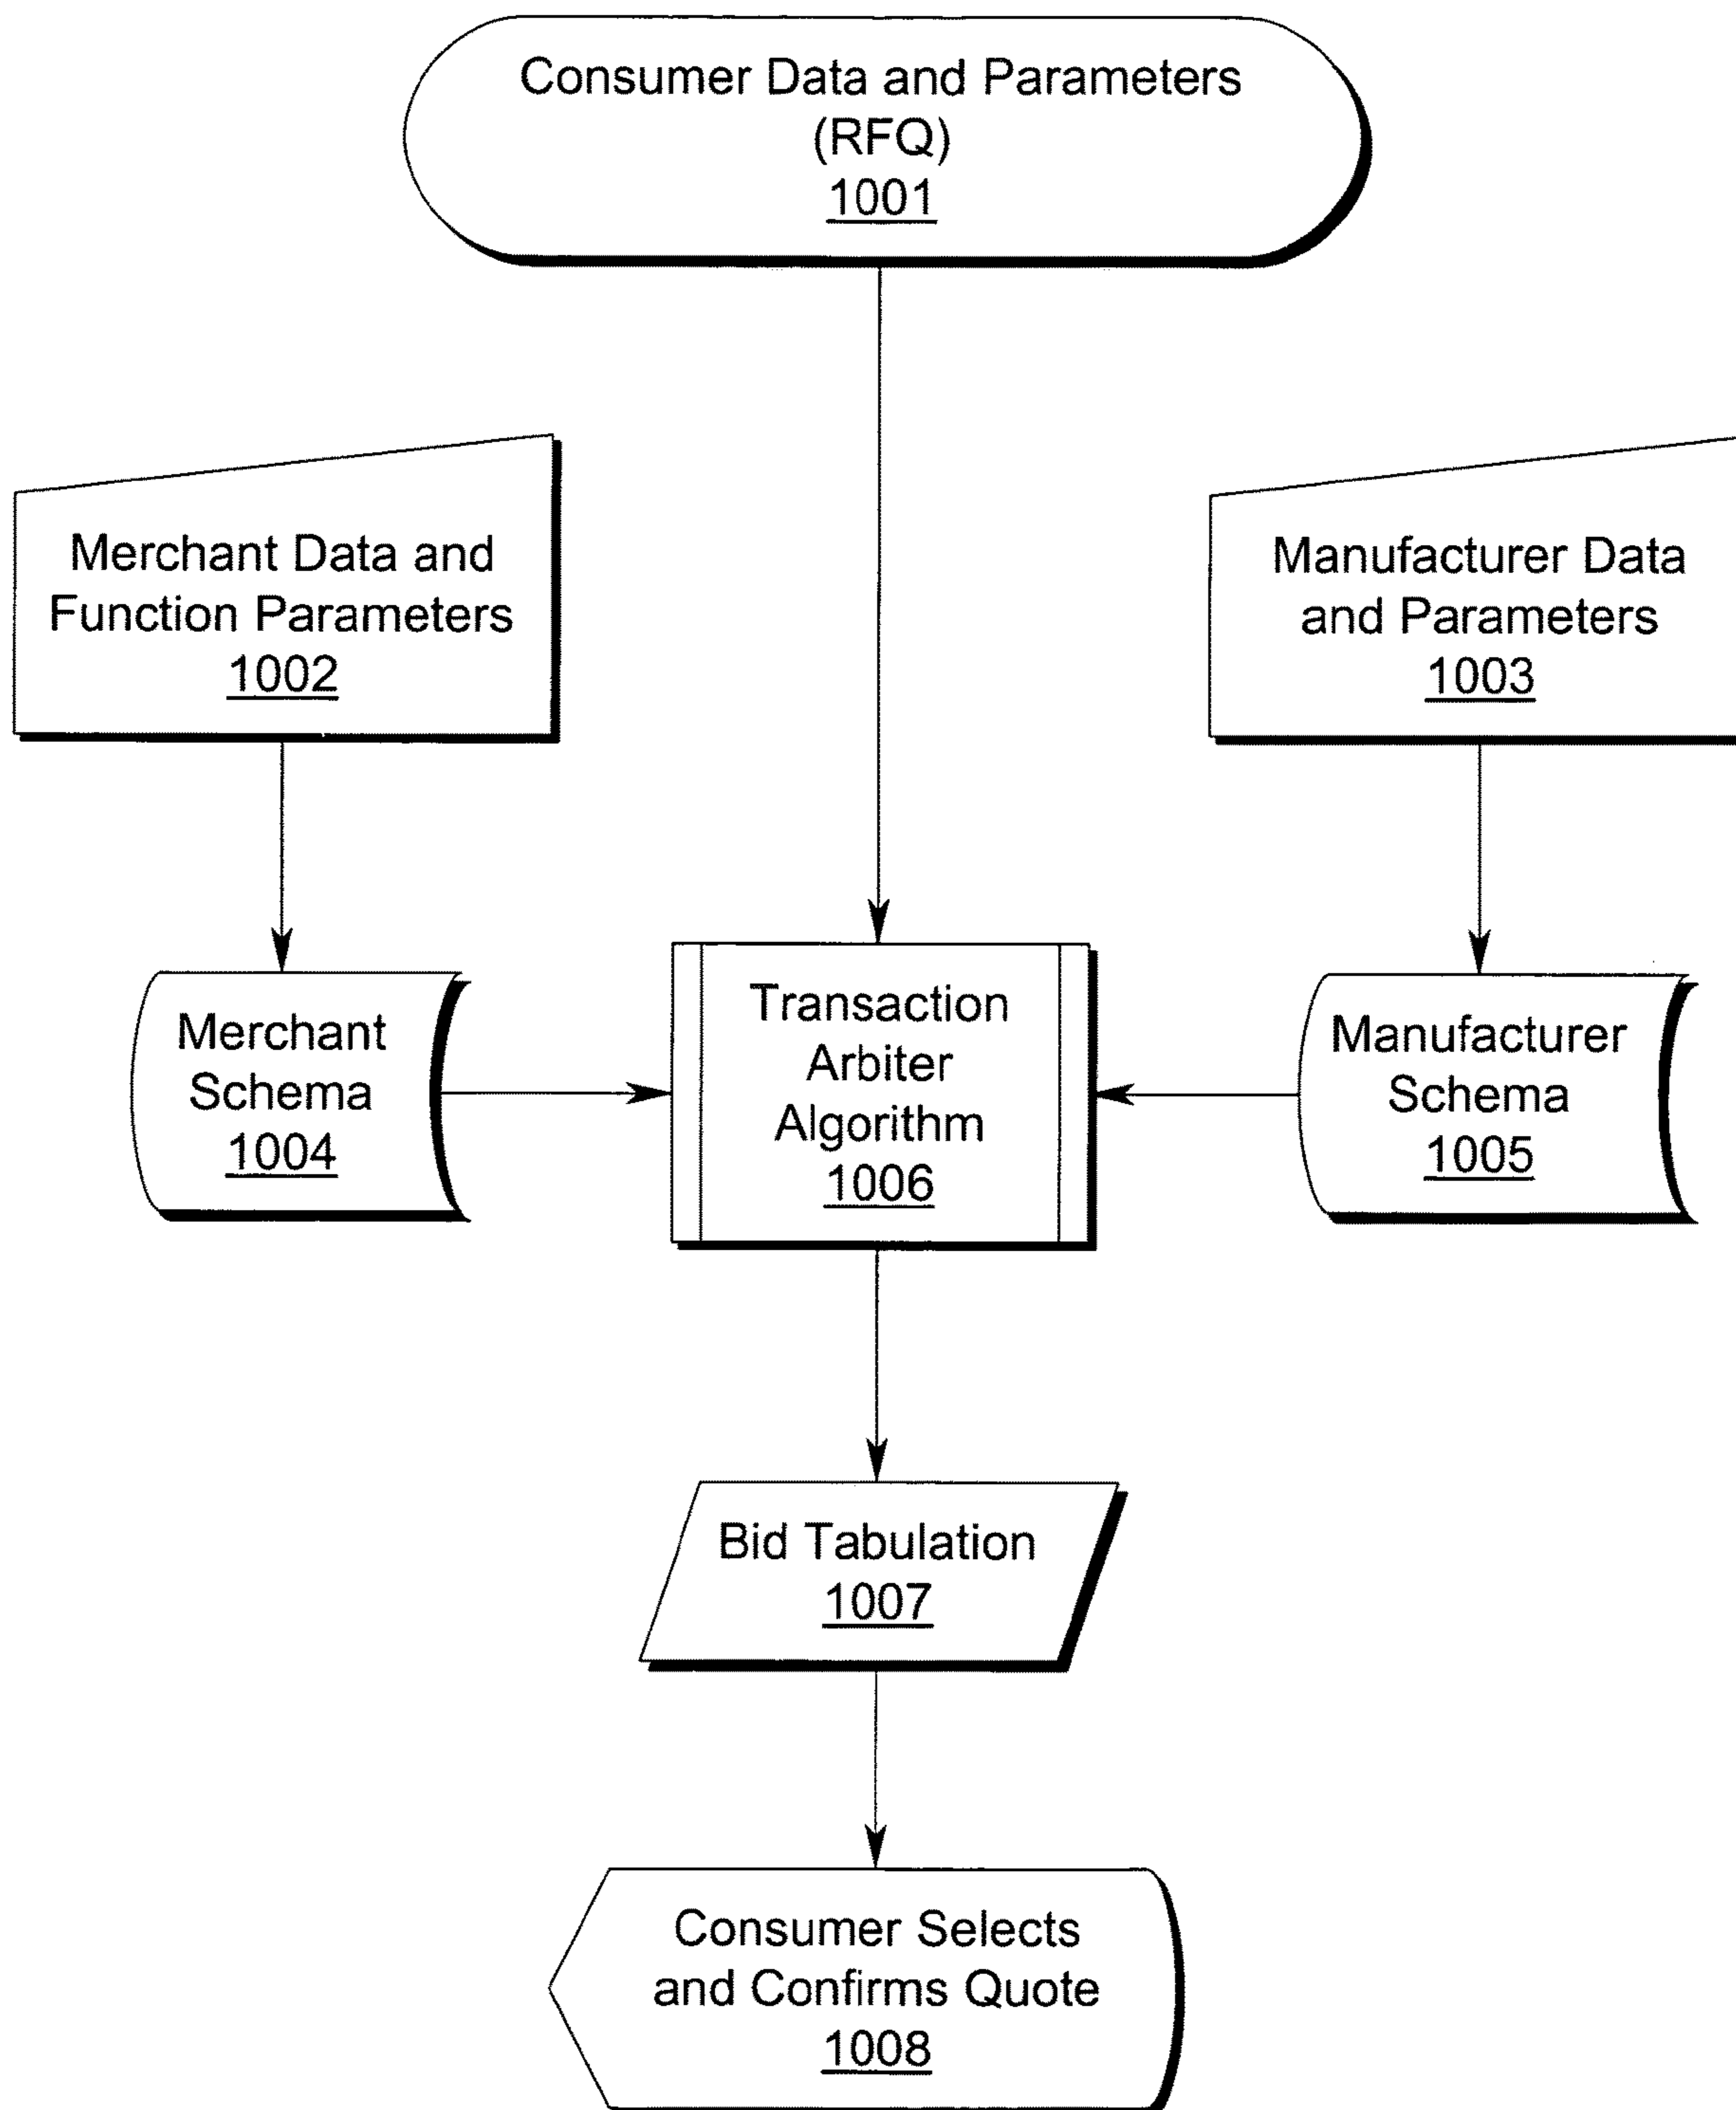 Consumer Data and Parameters
(RFQ)
1001
Merchant Data and
Function Parameters
1002
Manufacturer Data
and Parameters
1003
Merchant
Schema
1004
Transaction
Arbiter
Algorithm
1006
Manufacturer
Schema
1005
Bid Tabulation
1007
Consumer Selects
and Confirms Quote
1008